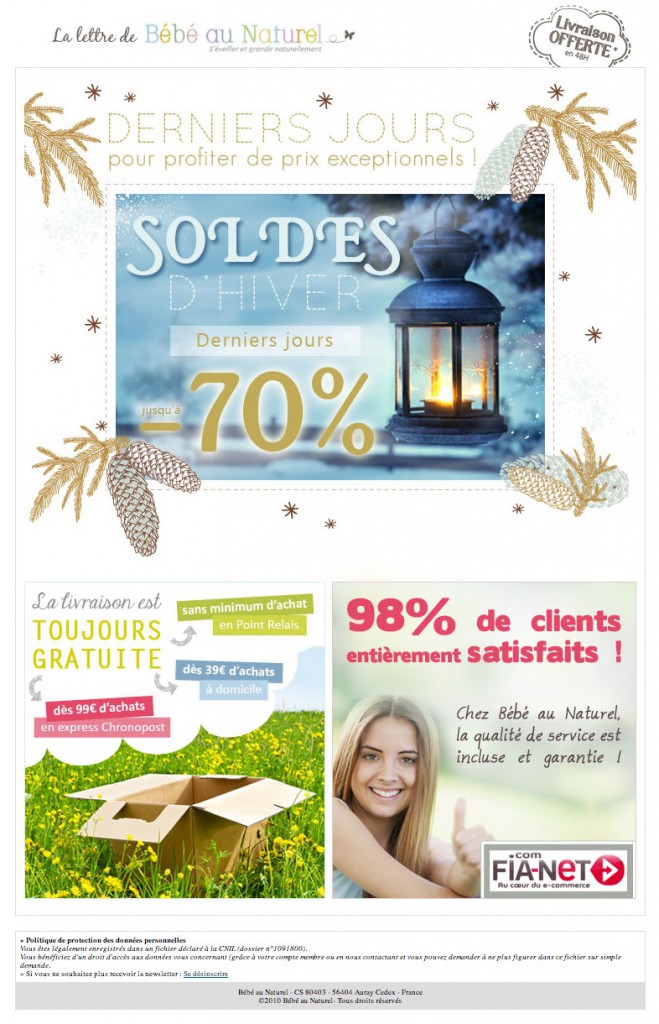 La lettre de Bébé au Naturel
S'éveiller et grandir naturellement
Livraison
OFFERTE*
en 48H
DERNIERS JOURS
pour profiter de prix exceptionnels !
SOLDES
D'HIVER
Derniers jours
jusqu'à
-70%
La livraison est
TOUJOURS
GRATUITE
sans minimum d'achat
en Point Relais
dès 39€ d'achats
à domicile
dès 99€ d'achats
en express Chronopost
98% de clients
entièrement satisfaits !
Chez Bébé au Naturel,
la qualité de service est
incluse et garantie !
.com
FIA-NET
Au cœur du e-commerce
» Politique de protection des données personnelles
Vous êtes légalement enregistrés dans un fichier déclaré à la CNIL (dossier n°1091800).
Vous bénéficiez d'un droit d'accès aux données vous concernant (grâce à votre compte membre ou en nous contactant et vous pouvez demander à ne plus figurer dans ce fichier sur simple
demande.
» Si vous ne souhaitez plus recevoir la newsletter : Se désinscrire
Bébé au Naturel - CS 80403 - 56404 Auray Cedex - France
©2010 Bébé au Naturel- Tous droits réservés